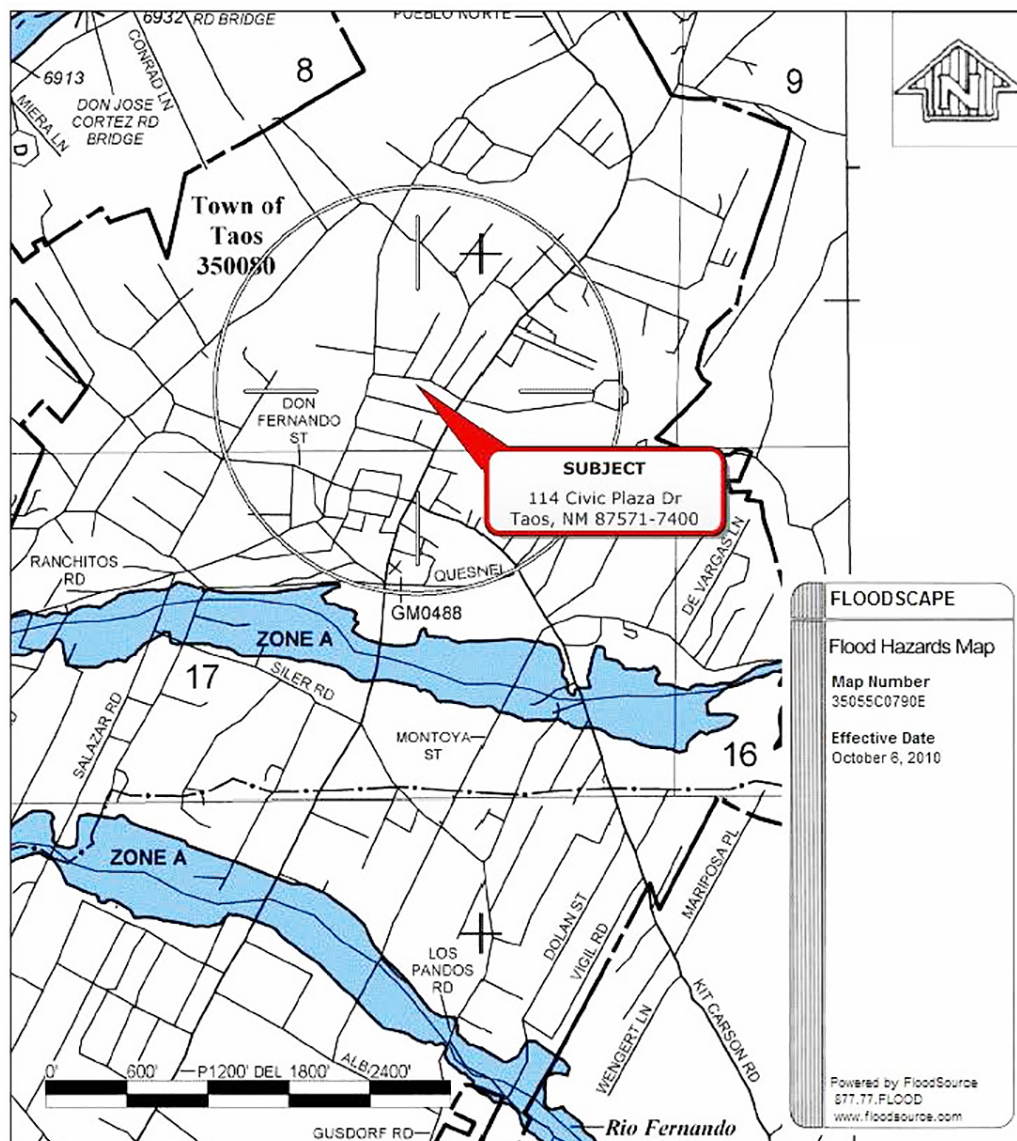 PUEBLO NORTE
6932 RD BRIDGE
CONRAD LN
8
9
6913
DON JOSE
CORTEZ RD
BRIDGE
MIERA LN
D
N
Town of
Taos
350080
DON
FERNANDO
ST
SUBJECT
114 Civic Plaza Dr
Taos, NM 87571-7400
RANCHITOS
RD
QUESNEL
DE VARGAS LN
GM0488
ZONE A
17
SILER RD
SALAZAR RD
MONTOYA
ST
16
FLOODSCAPE
Flood Hazards Map
Map Number
35055C0790E
Effective Date
October 6, 2010
ZONE A
MARIPOSA PL
DOLAN ST
VIGIL RD
LOS
PANDOS
RD
KIT CARSON RD
WENGERT LN
ALB
0' 600' P1200' DEL 1800' 2400'
GUSDORF RD
Rio Fernando
Powered by FloodSource
877.77.FLOOD
www.floodsource.com